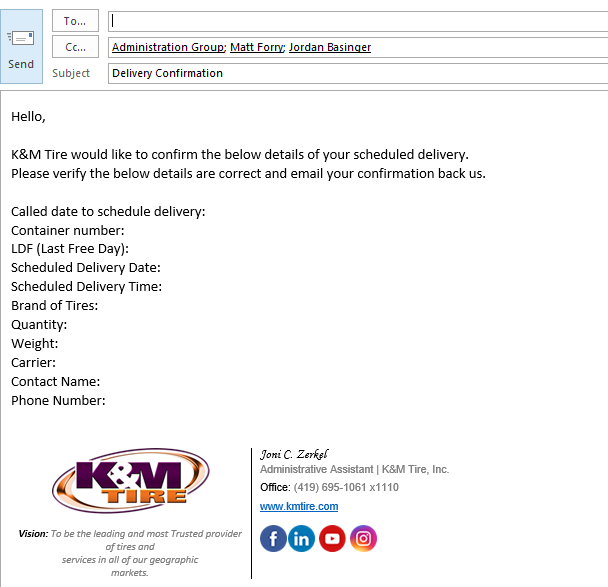 To...
Cc...
Administration Group; Matt Forry; Jordan Basinger
Send
Subject
Delivery Confirmation
Hello,
K&M Tire would like to confirm the below details of your scheduled delivery.
Please verify the below details are correct and email your confirmation back us.
Called date to schedule delivery:
Container number:
LDF (Last Free Day):
Scheduled Delivery Date:
Scheduled Delivery Time:
Brand of Tires:
Quantity:
Weight:
Carrier:
Contact Name:
Phone Number:
K&M
TIRE
Vision: To be the leading and most Trusted provider
of tires and
services in all of our geographic
markets.
Joni C. Zerkel
Administrative Assistant | K&M Tire, Inc.
Office: (419) 695-1061 x1110
www.kmtire.com
f
in